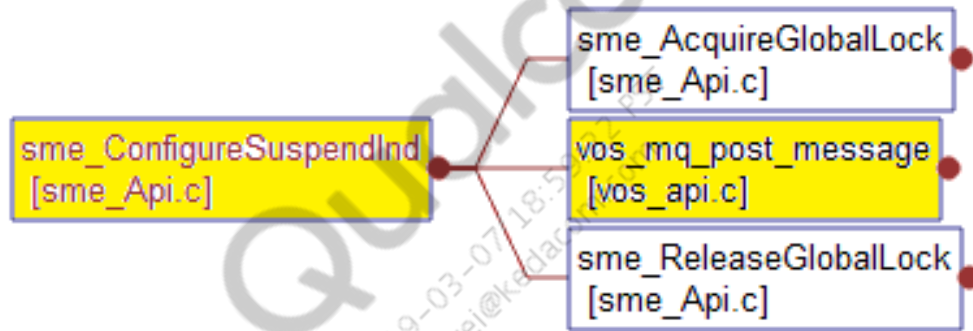 sme_AcquireGlobalLock
[sme_Api.c]
sme_ConfigureSuspendInd
[sme_Api.c]
vos_mq_post_message
[vos_api.c]
sme_ReleaseGlobalLock
[sme_Api.c]